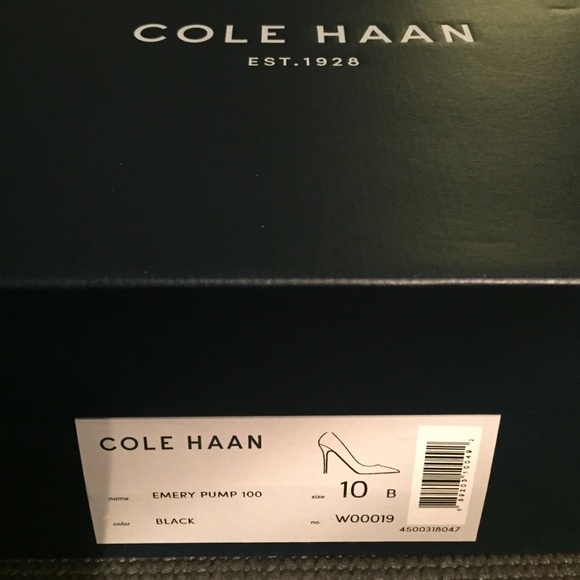 COLE HAAN
EST.1928
COLE HAAN
name EMERY PUMP 100 size 10 B
color BLACK no. W00019
4500318047